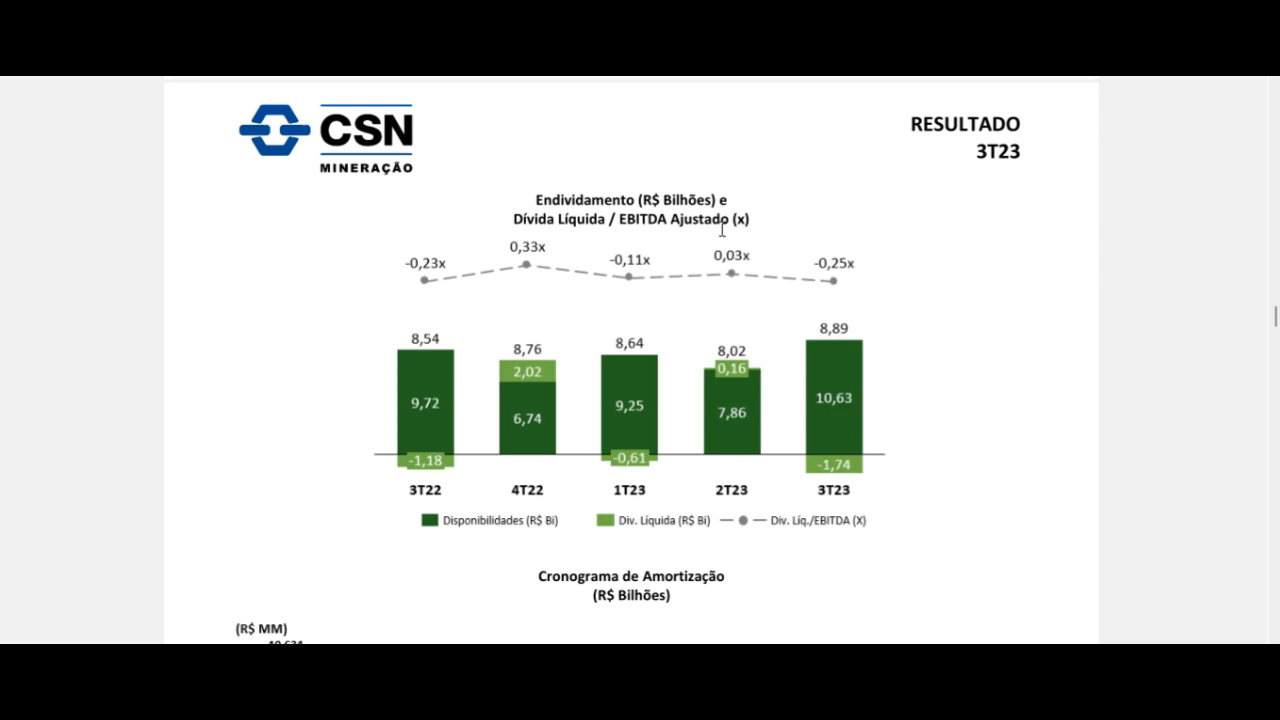 CSN
MINERAÇÃO
RESULTADO
3T23
Endividamento (R$ Bilhões) e
Dívida Líquida / EBITDA Ajustado (x)
-0,23x 0,33x -0,11x 0,03x -0,25x
8,54 8,76 8,64 8,02 8,89
2,02 0,16
9,72 6,74 9,25 7,86 10,63
-1,18 -0,61 -1,74
3T22 4T22 1T23 2T23 3T23
Disponibilidades (R$ Bi) Div. Líquida (R$ Bi) Div. Líq./EBITDA (X)
Cronograma de Amortização
(R$ Bilhões)
(R$ MM)